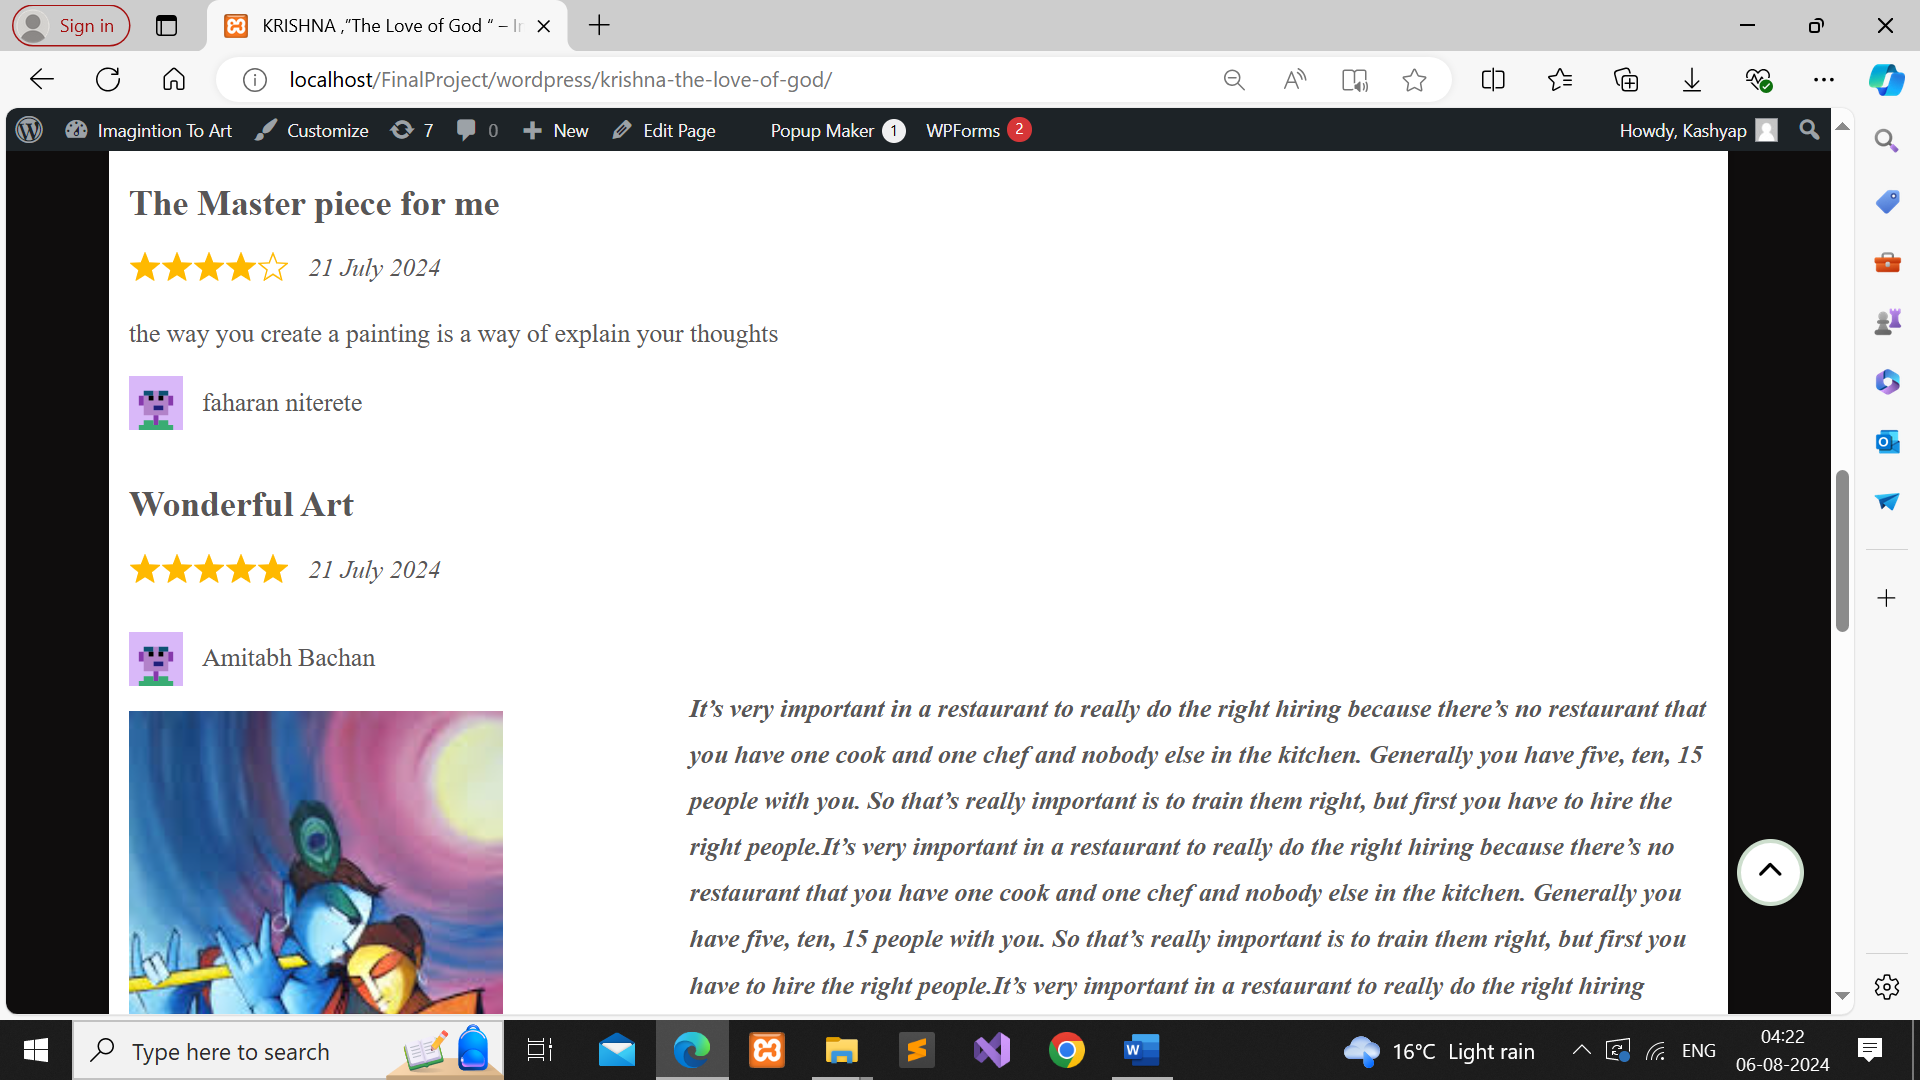 Sign in
KRISHNA ,”The Love of God “ – In
localhost/FinalProject/wordpress/krishna-the-love-of-god/
Imagintion To Art Customize 7 0 New Edit Page Popup Maker 1 WPForms 2 Howdy, Kashyap
The Master piece for me
21 July 2024
the way you create a painting is a way of explain your thoughts
faharan niterete
Wonderful Art
21 July 2024
Amitabh Bachan
It’s very important in a restaurant to really do the right hiring because there’s no restaurant that
you have one cook and one chef and nobody else in the kitchen. Generally you have five, ten, 15
people with you. So that’s really important is to train them right, but first you have to hire the
right people.It’s very important in a restaurant to really do the right hiring because there’s no
restaurant that you have one cook and one chef and nobody else in the kitchen. Generally you
have five, ten, 15 people with you. So that’s really important is to train them right, but first you
have to hire the right people.It’s very important in a restaurant to really do the right hiring
Type here to search
16°C Light rain
ENG
04:22
06-08-2024